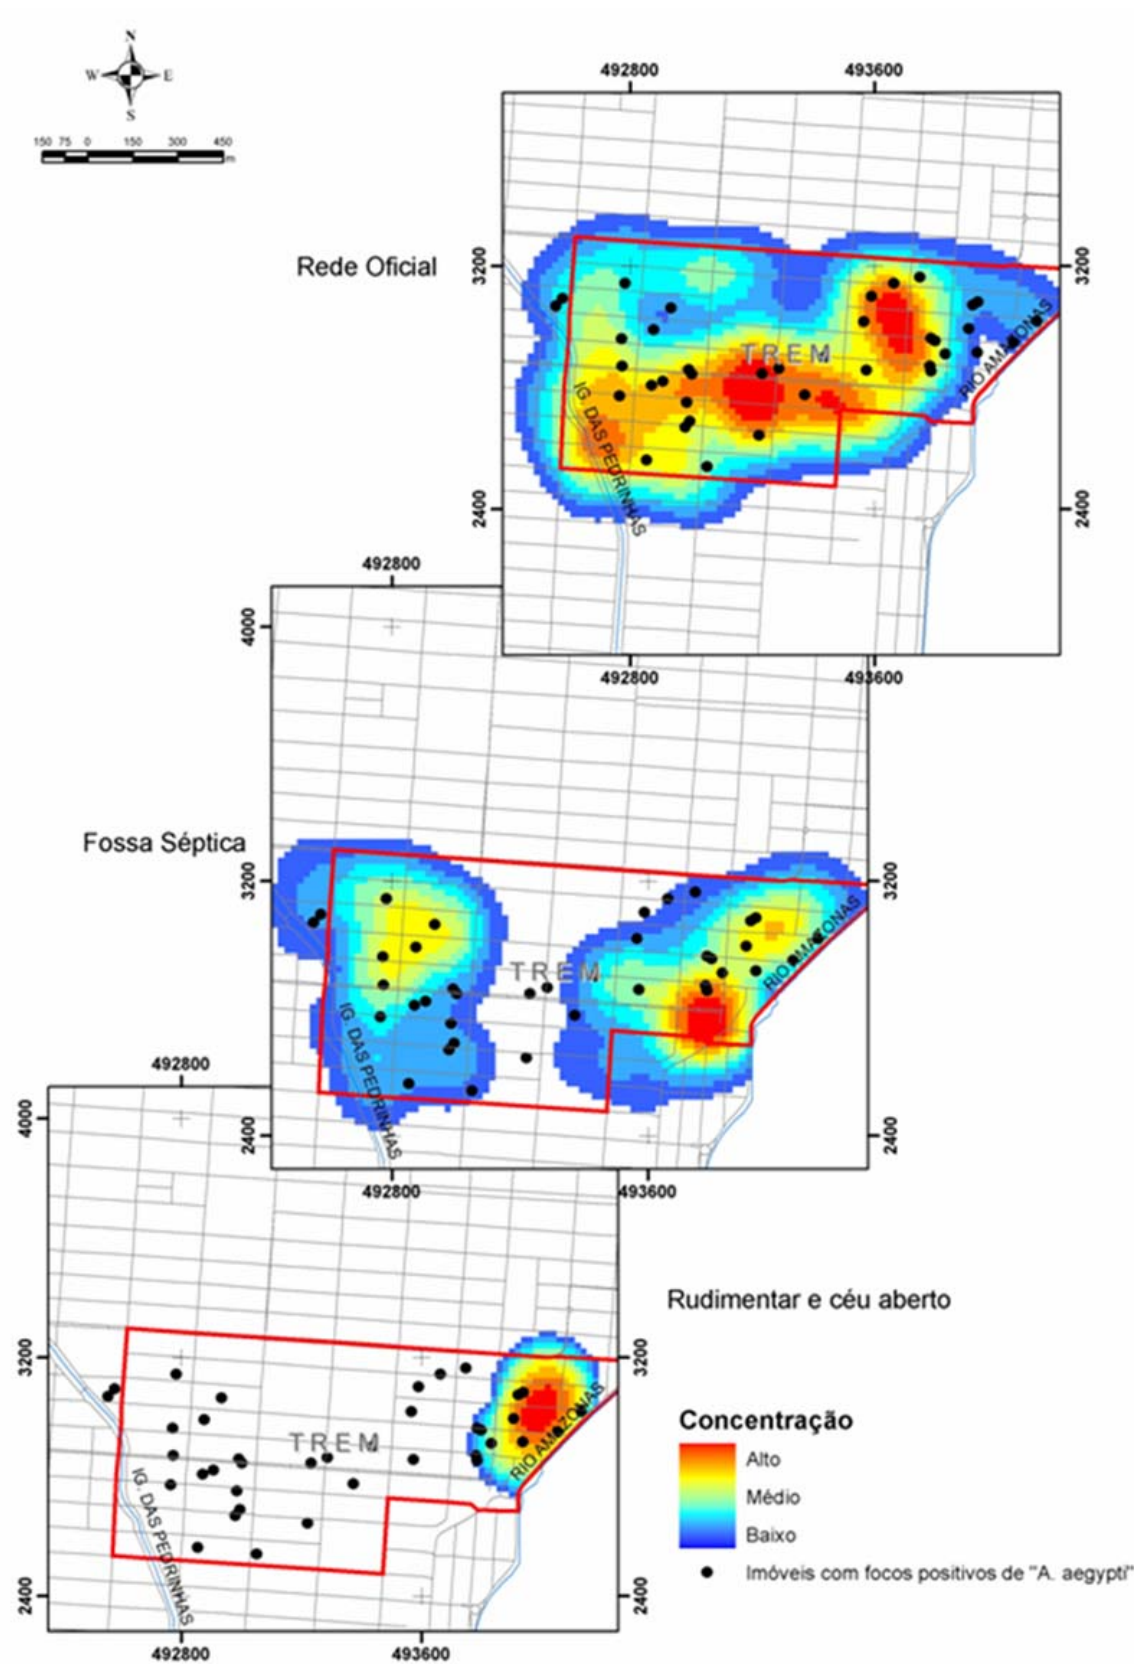 N
W E
S
150 75 0 150 300 450
m
492800 493600
Rede Oficial
3200 3200
TREM
RIO AMAZONAS
IG. DAS PEDRINHAS
2400 2400
492800 493600
492800
4000
Fossa Séptica
3200 3200
TREM
RIO AMAZONAS
IG. DAS PEDRINHAS
2400 2400
492800 493600
492800
4000
Rudimentar e céu aberto
3200 3200
TREM
RIO AMAZONAS
IG. DAS PEDRINHAS
2400 2400
492800 493600
Concentração
Alto
Médio
Baixo
Imóveis com focos positivos de "A. aegypti"